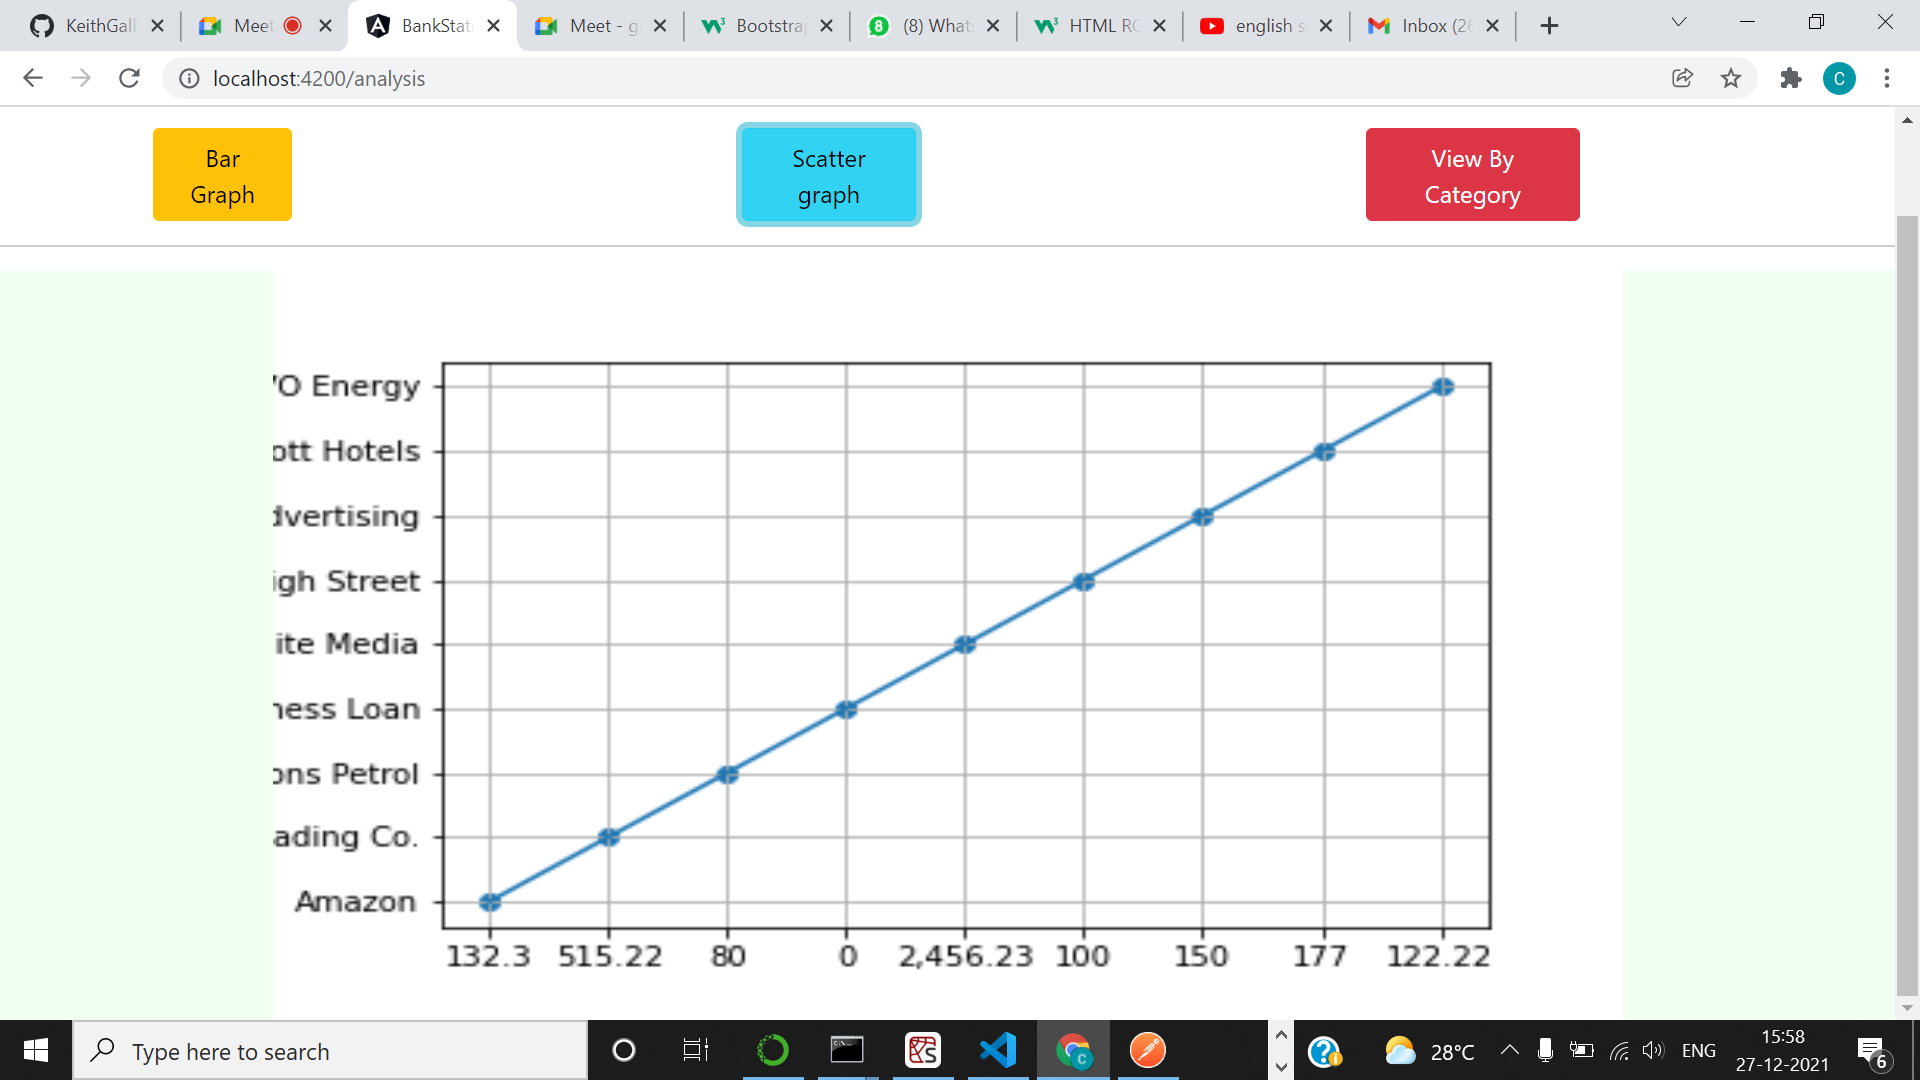 KeithGall
Meet
BankStat
Meet - g
Bootstrap
(8) What
HTML RG
english s
Inbox (26
localhost:4200/analysis
C
Bar
Graph
Scatter
graph
View By
Category
O Energy
ott Hotels
dvertising
igh Street
ite Media
ness Loan
ons Petrol
ading Co.
Amazon
132.3 515.22 80 0 2,456.23 100 150 177 122.22
Type here to search
28°C
ENG
15:58
27-12-2021
6